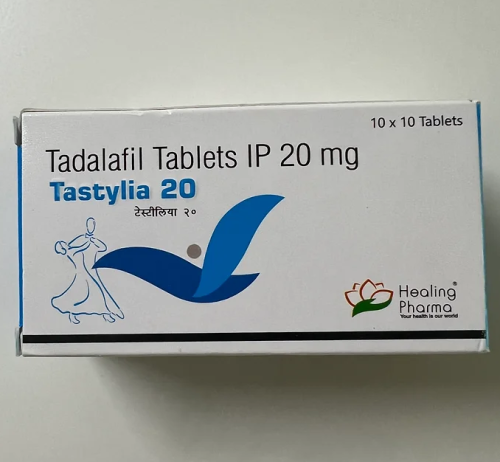 10 x 10 Tablets
Tadalafil Tablets IP 20 mg
Tastylia 20
टेस्टीलिया २०
Healing®
Pharma
Your health is our world